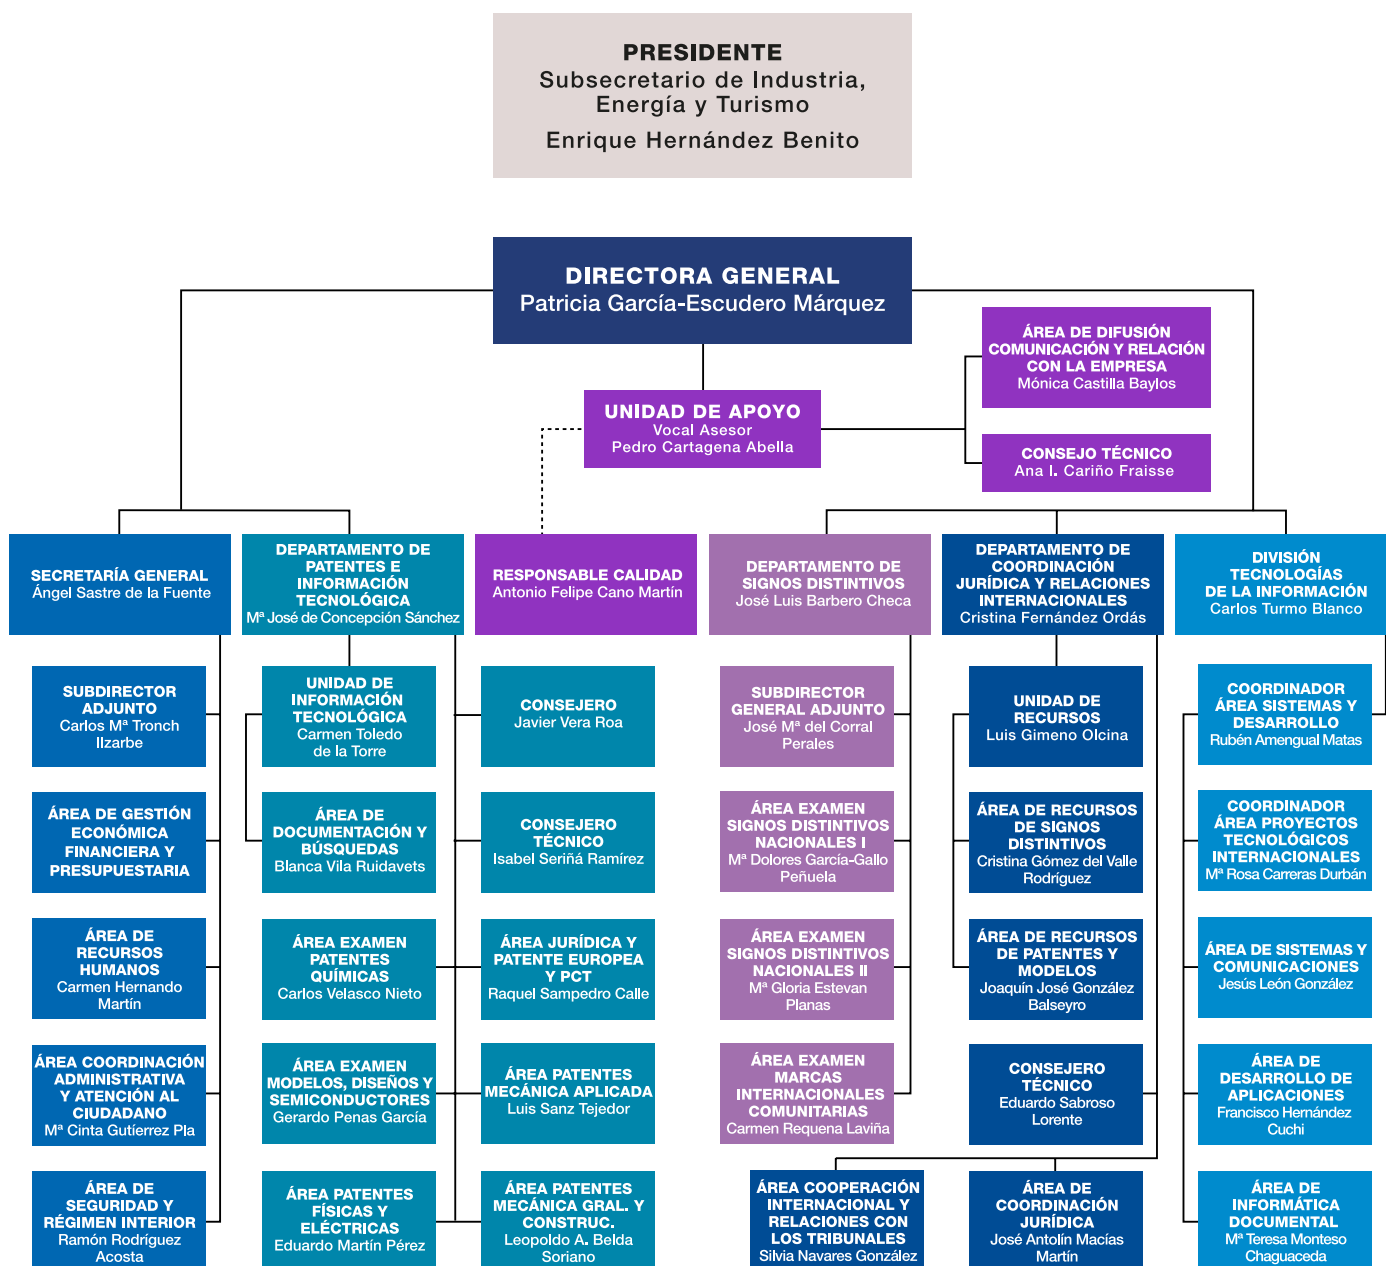 PRESIDENTE
Subsecretario de Industria,
Energía y Turismo
Enrique Hernández Benito
DIRECTORA GENERAL
Patricia García-Escudero Márquez
ÁREA DE DIFUSIÓN
COMUNICACIÓN Y RELACIÓN
CON LA EMPRESA
Mónica Castilla Baylos
UNIDAD DE APOYO
Vocal Asesor
Pedro Cartagena Abella
CONSEJO TÉCNICO
Ana I. Cariño Fraisse
SECRETARÍA GENERAL
Ángel Sastre de la Fuente
DEPARTAMENTO DE
PATENTES E
INFORMACIÓN
TECNOLÓGICA
Mª José de Concepción Sánchez
RESPONSABLE CALIDAD
Antonio Felipe Cano Martín
DEPARTAMENTO DE
SIGNOS DISTINTIVOS
José Luis Barbero Checa
DEPARTAMENTO DE
COORDINACIÓN
JURÍDICA Y RELACIONES
INTERNACIONALES
Cristina Fernández Ordás
DIVISIÓN
TECNOLOGÍAS
DE LA INFORMACIÓN
Carlos Turmo Blanco
SUBDIRECTOR
ADJUNTO
Carlos Mª Tronch
Ilzarbe
UNIDAD DE
INFORMACIÓN
TECNOLÓGICA
Carmen Toledo
de la Torre
CONSEJERO
Javier Vera Roa
SUBDIRECTOR
GENERAL ADJUNTO
José Mª del Corral
Perales
UNIDAD DE
RECURSOS
Luis Gimeno Olcina
COORDINADOR
ÁREA SISTEMAS Y
DESARROLLO
Rubén Amengual Matas
ÁREA DE GESTIÓN
ECONÓMICA
FINANCIERA Y
PRESUPUESTARIA
ÁREA DE
DOCUMENTACIÓN Y
BÚSQUEDAS
Blanca Vila Ruidavets
CONSEJERO
TÉCNICO
Isabel Seriñá Ramírez
ÁREA EXAMEN
SIGNOS DISTINTIVOS
NACIONALES I
Mª Dolores García-Gallo
Peñuela
ÁREA DE RECURSOS
DE SIGNOS
DISTINTIVOS
Cristina Gómez del Valle
Rodríguez
COORDINADOR
ÁREA PROYECTOS
TECNOLÓGICOS
INTERNACIONALES
Mª Rosa Carreras Durbán
ÁREA DE
RECURSOS
HUMANOS
Carmen Hernando
Martín
ÁREA EXAMEN
PATENTES
QUÍMICAS
Carlos Velasco Nieto
ÁREA JURÍDICA Y
PATENTE EUROPEA
Y PCT
Raquel Sampedro Calle
ÁREA EXAMEN
SIGNOS DISTINTIVOS
NACIONALES II
Mª Gloria Estevan
Planas
ÁREA DE RECURSOS
DE PATENTES Y
MODELOS
Joaquín José González
Balseyro
ÁREA DE SISTEMAS Y
COMUNICACIONES
Jesús León González
ÁREA COORDINACIÓN
ADMINISTRATIVA
Y ATENCIÓN AL
CIUDADANO
Mª Cinta Gutíerrez Pla
ÁREA EXAMEN
MODELOS, DISEÑOS Y
SEMICONDUCTORES
Gerardo Penas García
ÁREA PATENTES
MECÁNICA APLICADA
Luis Sanz Tejedor
ÁREA EXAMEN
MARCAS
INTERNACIONALES
COMUNITARIAS
Carmen Requena Laviña
CONSEJERO
TÉCNICO
Eduardo Sabroso
Lorente
ÁREA DE
DESARROLLO DE
APLICACIONES
Francisco Hernández
Cuchi
ÁREA DE
SEGURIDAD Y
RÉGIMEN INTERIOR
Ramón Rodríguez
Acosta
ÁREA PATENTES
FÍSICAS Y
ELÉCTRICAS
Eduardo Martín Pérez
ÁREA PATENTES
MECÁNICA GRAL. Y
CONSTRUC.
Leopoldo A. Belda
Soriano
ÁREA COOPERACIÓN
INTERNACIONAL Y
RELACIONES CON
LOS TRIBUNALES
Silvia Navares González
ÁREA DE
COORDINACIÓN
JURÍDICA
José Antolín Macías
Martín
ÁREA DE
INFORMÁTICA
DOCUMENTAL
Mª Teresa Monteso
Chaguaceda